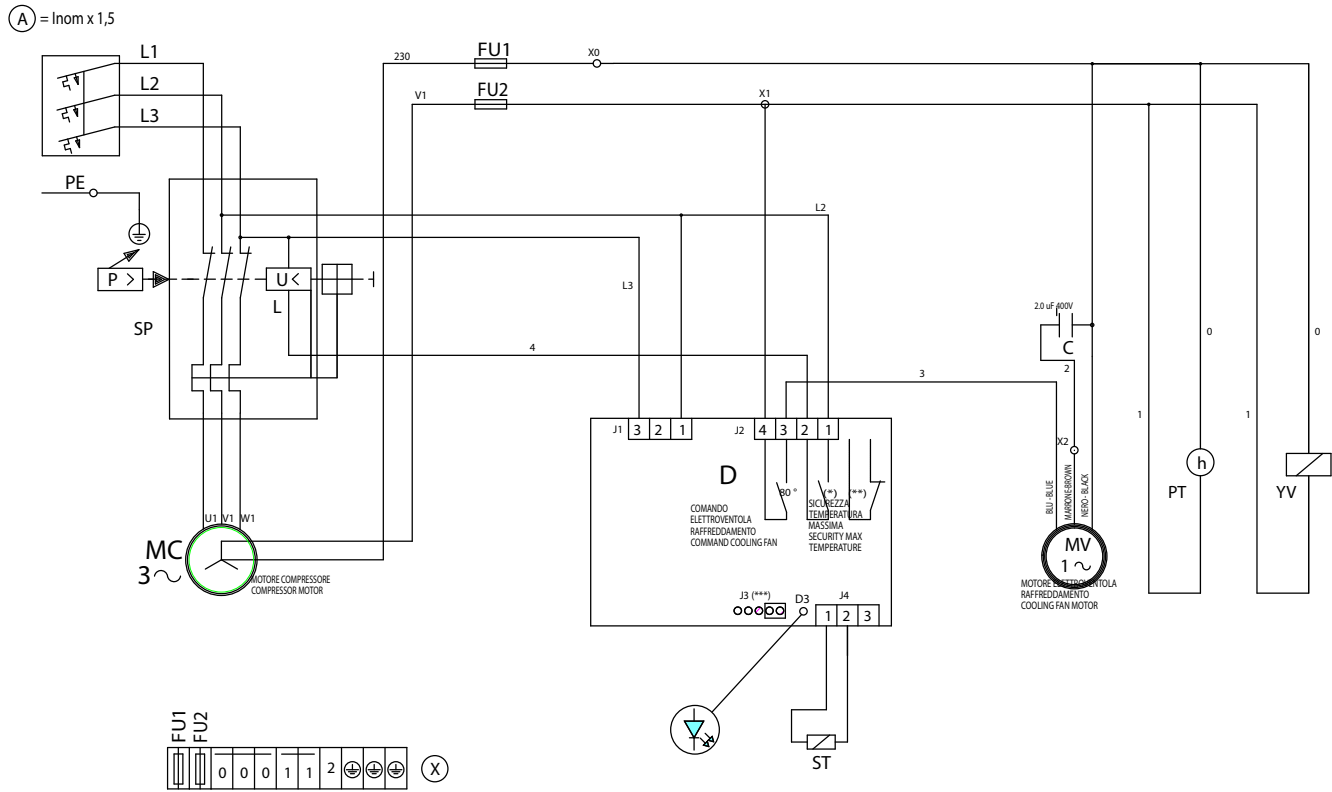 A = Inom x 1,5
L1
L2
L3
PE
230
FU1
X0
V1
FU2
X1
L2
P >
U<
L
SP
L3
4
3
2.0 uF 400V
C
2
0
0
1
1
J1 3 2 1
J2 4 3 2 1
D
80 °
(*)
(**)
COMANDO
ELETTROVENTOLA
RAFFREDDAMENTO
COMMAND COOLING FAN
SICUREZZA
TEMPERATURA
MASSIMA
SECURITY MAX
TEMPERATURE
X2
BLU - BLUE
MARRONE-BROWN
NERO - BLACK
h
PT
YV
U1 V1 W1
MC
3
MOTORE COMPRESSORE
COMPRESSOR MOTOR
MV
1
MOTORE ELETTROVENTOLA
RAFFREDDAMENTO
COOLING FAN MOTOR
J3 (***)
D3
J4
1 2 3
ST
FU1
FU2
0 0 0 1 1 2
X